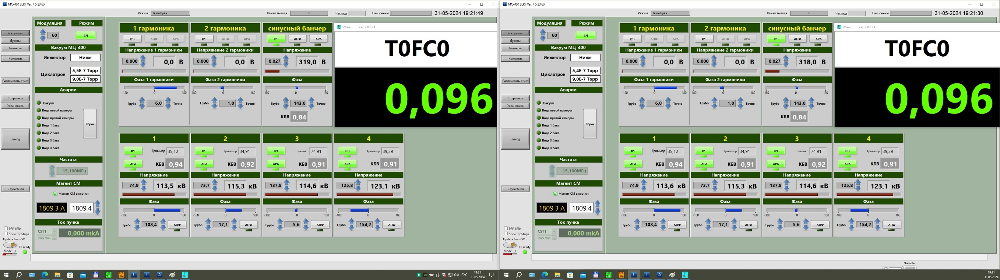 MC-400 LLRF Ver. 4.5.23.60
Режим Не выбран Канал вывода 0 Частица Нач. смены 31-05-2024 19:21:49
Ускорение
Дуанты
Банчеры
Контроль
Распечатать отчет
Сохранить
Установить
Выход
Служебная
PSP LEDs
Show TipStrips
Update from SV
UI ready
Mode 3
Модуляция Режим
60 ВЧ
Вакуум МЦ-400
Инжектор Ниже
Циклотрон 5,5E-7 Торр
9,0E-7 Торр
Аварии
Вакуум
Вода левой камеры
Вода правой камеры
Вода 1 бака
Вода 2 бака
Вода 3 бака
Вода 4 бака
Сброс
Частота
15,100МГц
Магнит СМ
Магнит СМ включен
1809,3 A 1809,4
Ток пучка
CST1 0,000 mkA
1000 mkA
1 гармоника
ВЧ АПФ АРА
Напряжение 1 гармоники
0,000 0,0 В
Фаза 1 гармоники
-180 0 180
Грубо 6,0 Точно
2 гармоника
ВЧ АПФ АРА
Напряжение 2 гармоники
0,000 0,0 В
Фаза 2 гармоники
-180 0 180
Грубо 1,0 Точно
синусный банчер
ВЧ АПФ АРА
Напряжение
0,027 319,0 В
Фаза
-180 0 180
Грубо 143,0 Точно
КБВ 0,84
SView ver. 2.0.0.23
T0FC0
0,096
1
ВЧ Триммер 35,12
АРА КБВ 0,94
Напряжение
74,9 113,5 кВ
Фаза
-180 0 180
Грубо -108,4 АПФ
2
ВЧ Триммер 34,91
АРА КБВ 0,92
Напряжение
73,7 115,3 кВ
Фаза
-180 0 180
Грубо 17,1 АПФ
3
ВЧ Триммер 74,91
АРА КБВ 0,91
Напряжение
137,8 114,6 кВ
Фаза
-180 0 180
Грубо 5,6 АПФ
4
ВЧ Триммер 39,39
АРА КБВ 0,91
Напряжение
125,8 123,1 кВ
Фаза
-180 0 180
Грубо 154,2 АПФ
РУС 19:21
31.05.2024
MC-400 LLRF Ver. 4.5.23.60
Режим Не выбран Канал вывода 0 Частица Нач. смены 31-05-2024 19:21:30
Ускорение
Дуанты
Банчеры
Контроль
Распечатать отчет
Сохранить
Установить
Выход
Служебная
PSP LEDs
Show TipStrips
Update from SV
UI ready
Mode 3
Модуляция Режим
60 ВЧ
Вакуум МЦ-400
Инжектор Ниже
Циклотрон 5,4E-7 Торр
9,0E-7 Торр
Аварии
Вакуум
Вода левой камеры
Вода правой камеры
Вода 1 бака
Вода 2 бака
Вода 3 бака
Вода 4 бака
Сброс
Частота
15,100МГц
Магнит СМ
Магнит СМ включен
1809,3 A 1809,4
Ток пучка
CST1 0,000 mkA
1000 mkA
1 гармоника
ВЧ АПФ АРА
Напряжение 1 гармоники
0,000 0,0 В
Фаза 1 гармоники
-180 0 180
Грубо 6,0 Точно
2 гармоника
ВЧ АПФ АРА
Напряжение 2 гармоники
0,000 0,0 В
Фаза 2 гармоники
-180 0 180
Грубо 1,0 Точно
синусный банчер
ВЧ АПФ АРА
Напряжение
0,027 318,0 В
Фаза
-180 0 180
Грубо 143,0 Точно
КБВ 0,84
SView ver. 2.0.0.23
T0FC0
0,096
1
ВЧ Триммер 35,12
АРА КБВ 0,94
Напряжение
74,9 113,6 кВ
Фаза
-180 0 180
Грубо -108,4 АПФ
2
ВЧ Триммер 34,91
АРА КБВ 0,91
Напряжение
73,7 115,3 кВ
Фаза
-180 0 180
Грубо 17,1 АПФ
3
ВЧ Триммер 74,91
АРА КБВ 0,92
Напряжение
137,8 114,6 кВ
Фаза
-180 0 180
Грубо 5,6 АПФ
4
ВЧ Триммер 39,39
АРА КБВ 0,91
Напряжение
125,8 123,1 кВ
Фаза
-180 0 180
Грубо 154,2 АПФ
NumUw
19:21
31.05.2024